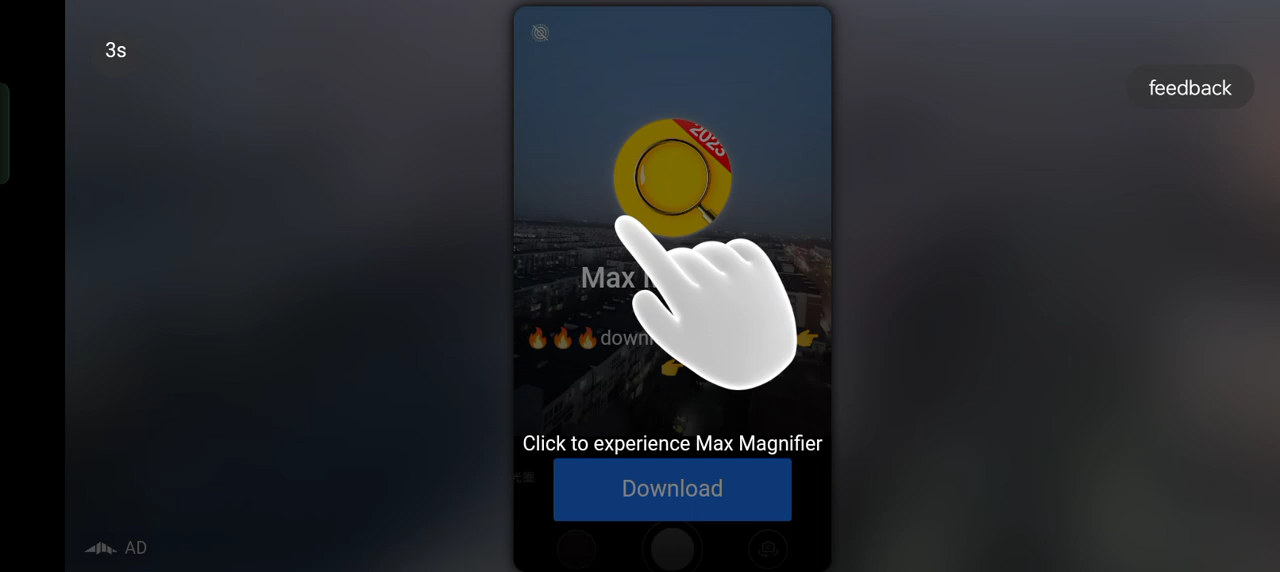 3s
feedback
2023
Max
🔥🔥🔥down
Click to experience Max Magnifier
Download
AD